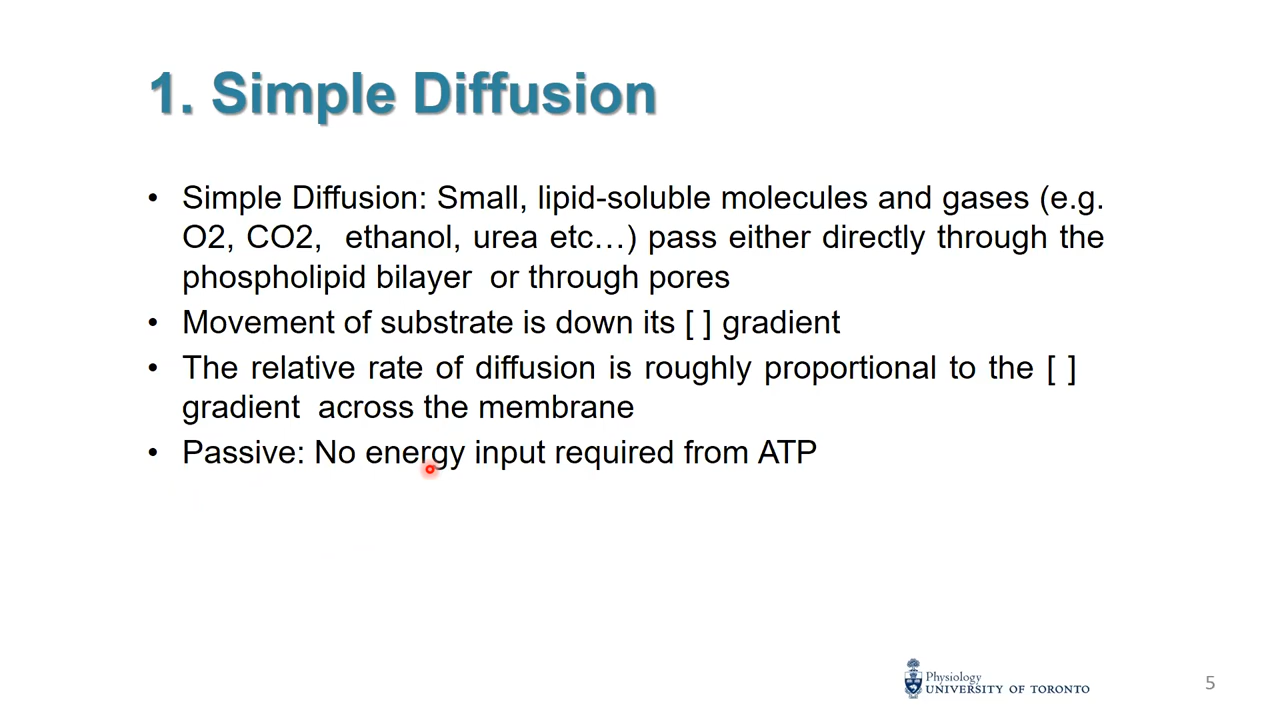 1. Simple Diffusion
• Simple Diffusion: Small, lipid-soluble molecules and gases (e.g.
O2, CO2,  ethanol, urea etc…) pass either directly through the
phospholipid bilayer  or through pores
• Movement of substrate is down its [ ] gradient
• The relative rate of diffusion is roughly proportional to the [ ]
gradient  across the membrane
• Passive: No energy input required from ATP
Physiology
UNIVERSITY OF TORONTO
5